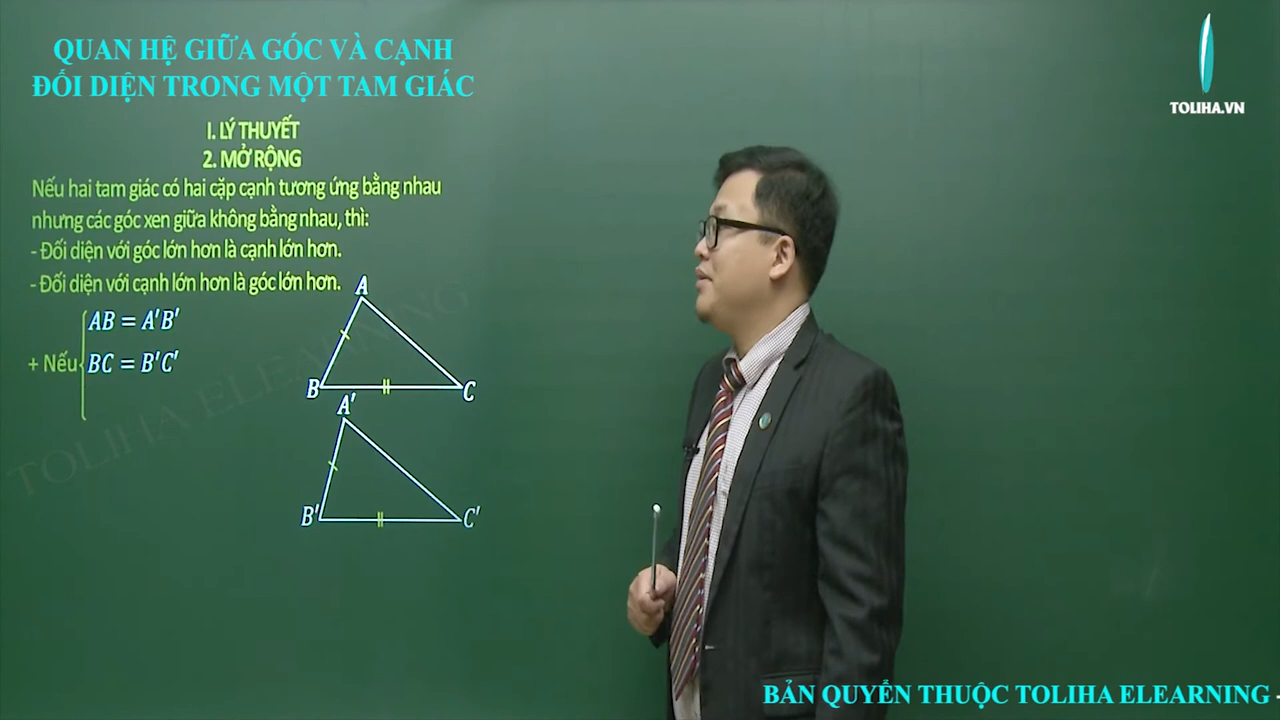 QUAN HỆ GIỮA GÓC VÀ CẠNH
ĐỐI DIỆN TRONG MỘT TAM GIÁC
TOLIHA.VN
I. LÝ THUYẾT
2. MỞ RỘNG
Nếu hai tam giác có hai cặp cạnh tương ứng bằng nhau
nhưng các góc xen giữa không bằng nhau, thì:
- Đối diện với góc lớn hơn là cạnh lớn hơn.
- Đối diện với cạnh lớn hơn là góc lớn hơn.
+ Nếu
AB = A'B'
BC = B'C'
A
B
C
A'
B'
C'
TOLIHA ELEARNING
BẢN QUYỂN THUỘC TOLIHA ELEARNING -